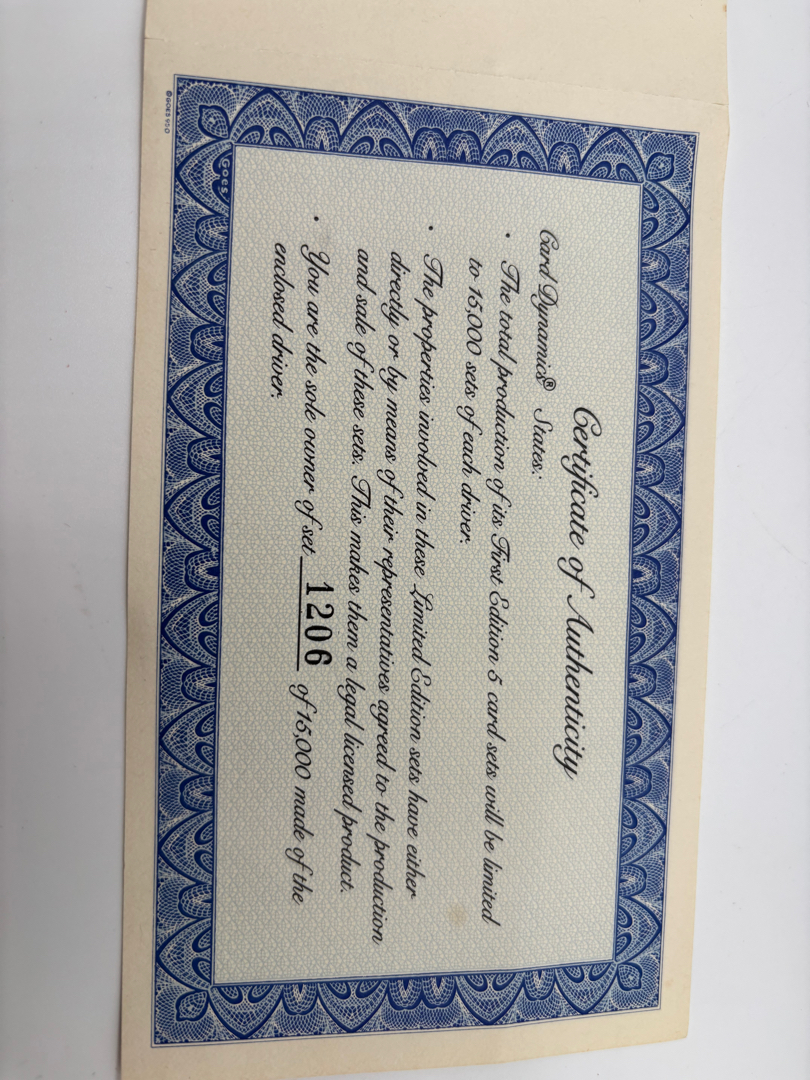 Certificate of Authenticity
Card Dynamics® States:
• The total production of its First Edition 5 card sets will be limited
to 15,000 sets of each driver.
• The properties involved in these Limited Edition sets have either
directly or by means of their representatives agreed to the production
and sale of these sets. This makes them a legal licensed product.
• You are the sole owner of set 1206 of 15,000 made of the
enclosed driver.
Goes